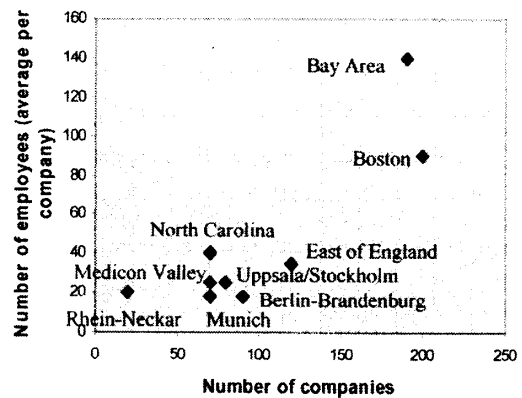 Number of employees (average per
company)
160
140
120
100
80
60
40
20
0
Bay Area
Boston
North Carolina
East of England
Medicon Valley
Uppsala/Stockholm
Berlin-Brandenburg
Rhein-Neckar
Munich
0
50
100
150
200
250
Number of companies